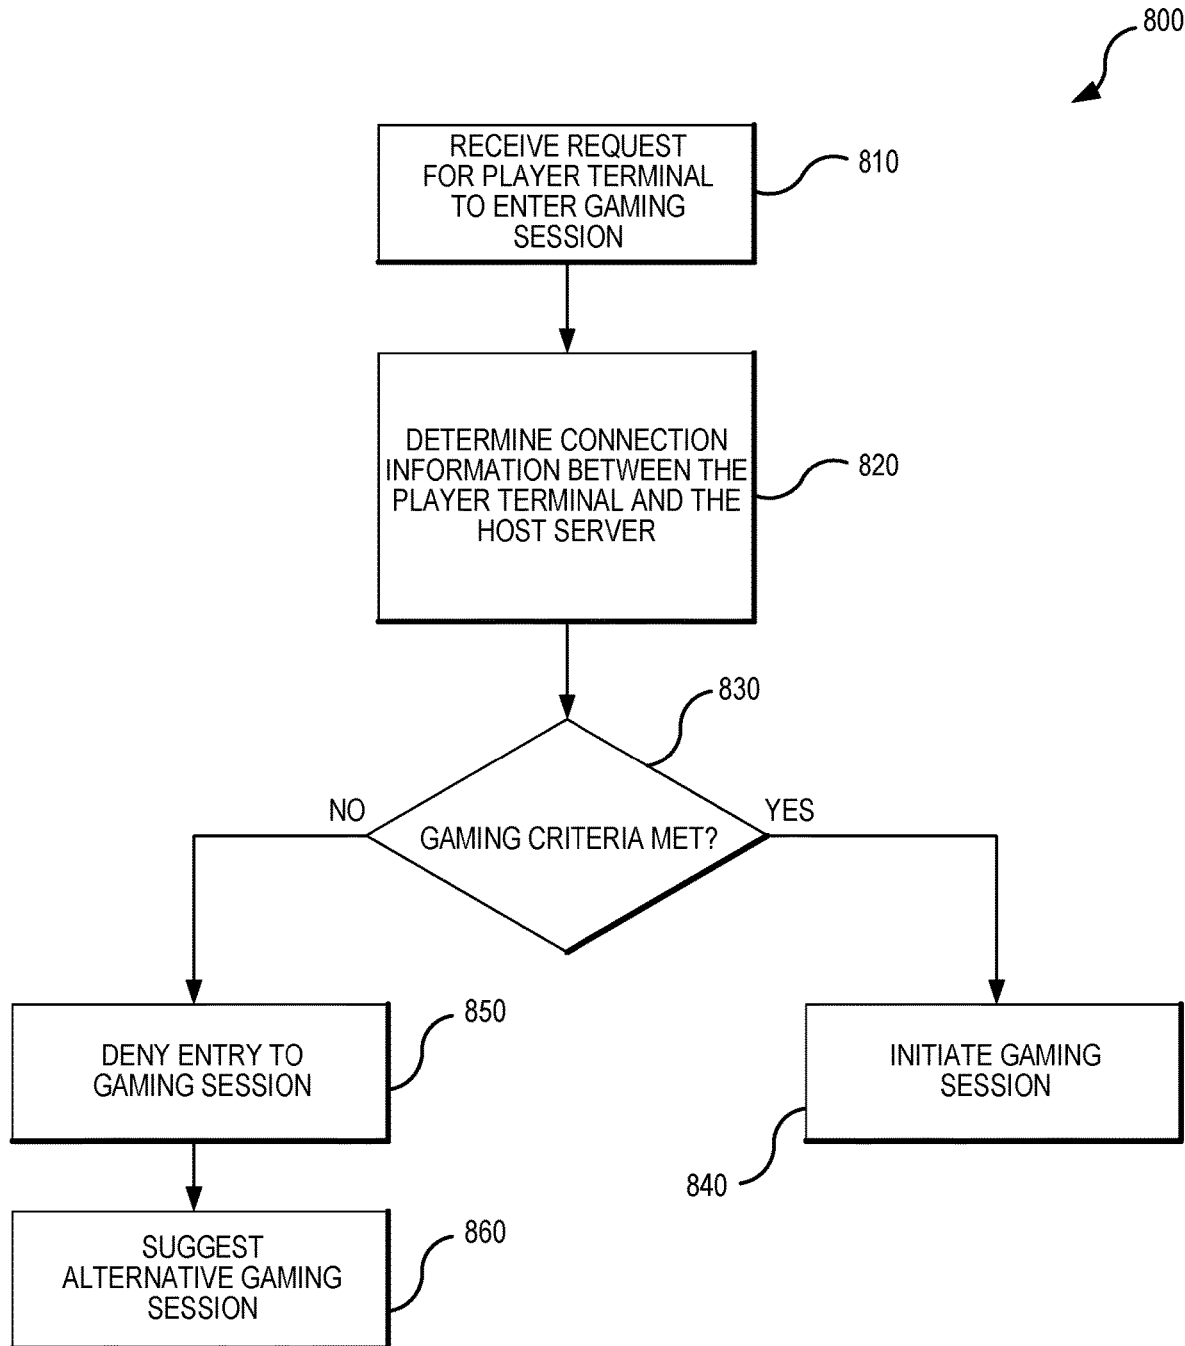 800
RECEIVE REQUEST
FOR PLAYER TERMINAL
TO ENTER GAMING
SESSION
810
DETERMINE CONNECTION
INFORMATION BETWEEN THE
PLAYER TERMINAL AND THE
HOST SERVER
820
830
NO
YES
GAMING CRITERIA MET?
DENY ENTRY TO
GAMING SESSION
850
INITIATE GAMING
SESSION
840
SUGGEST
ALTERNATIVE GAMING
SESSION
860